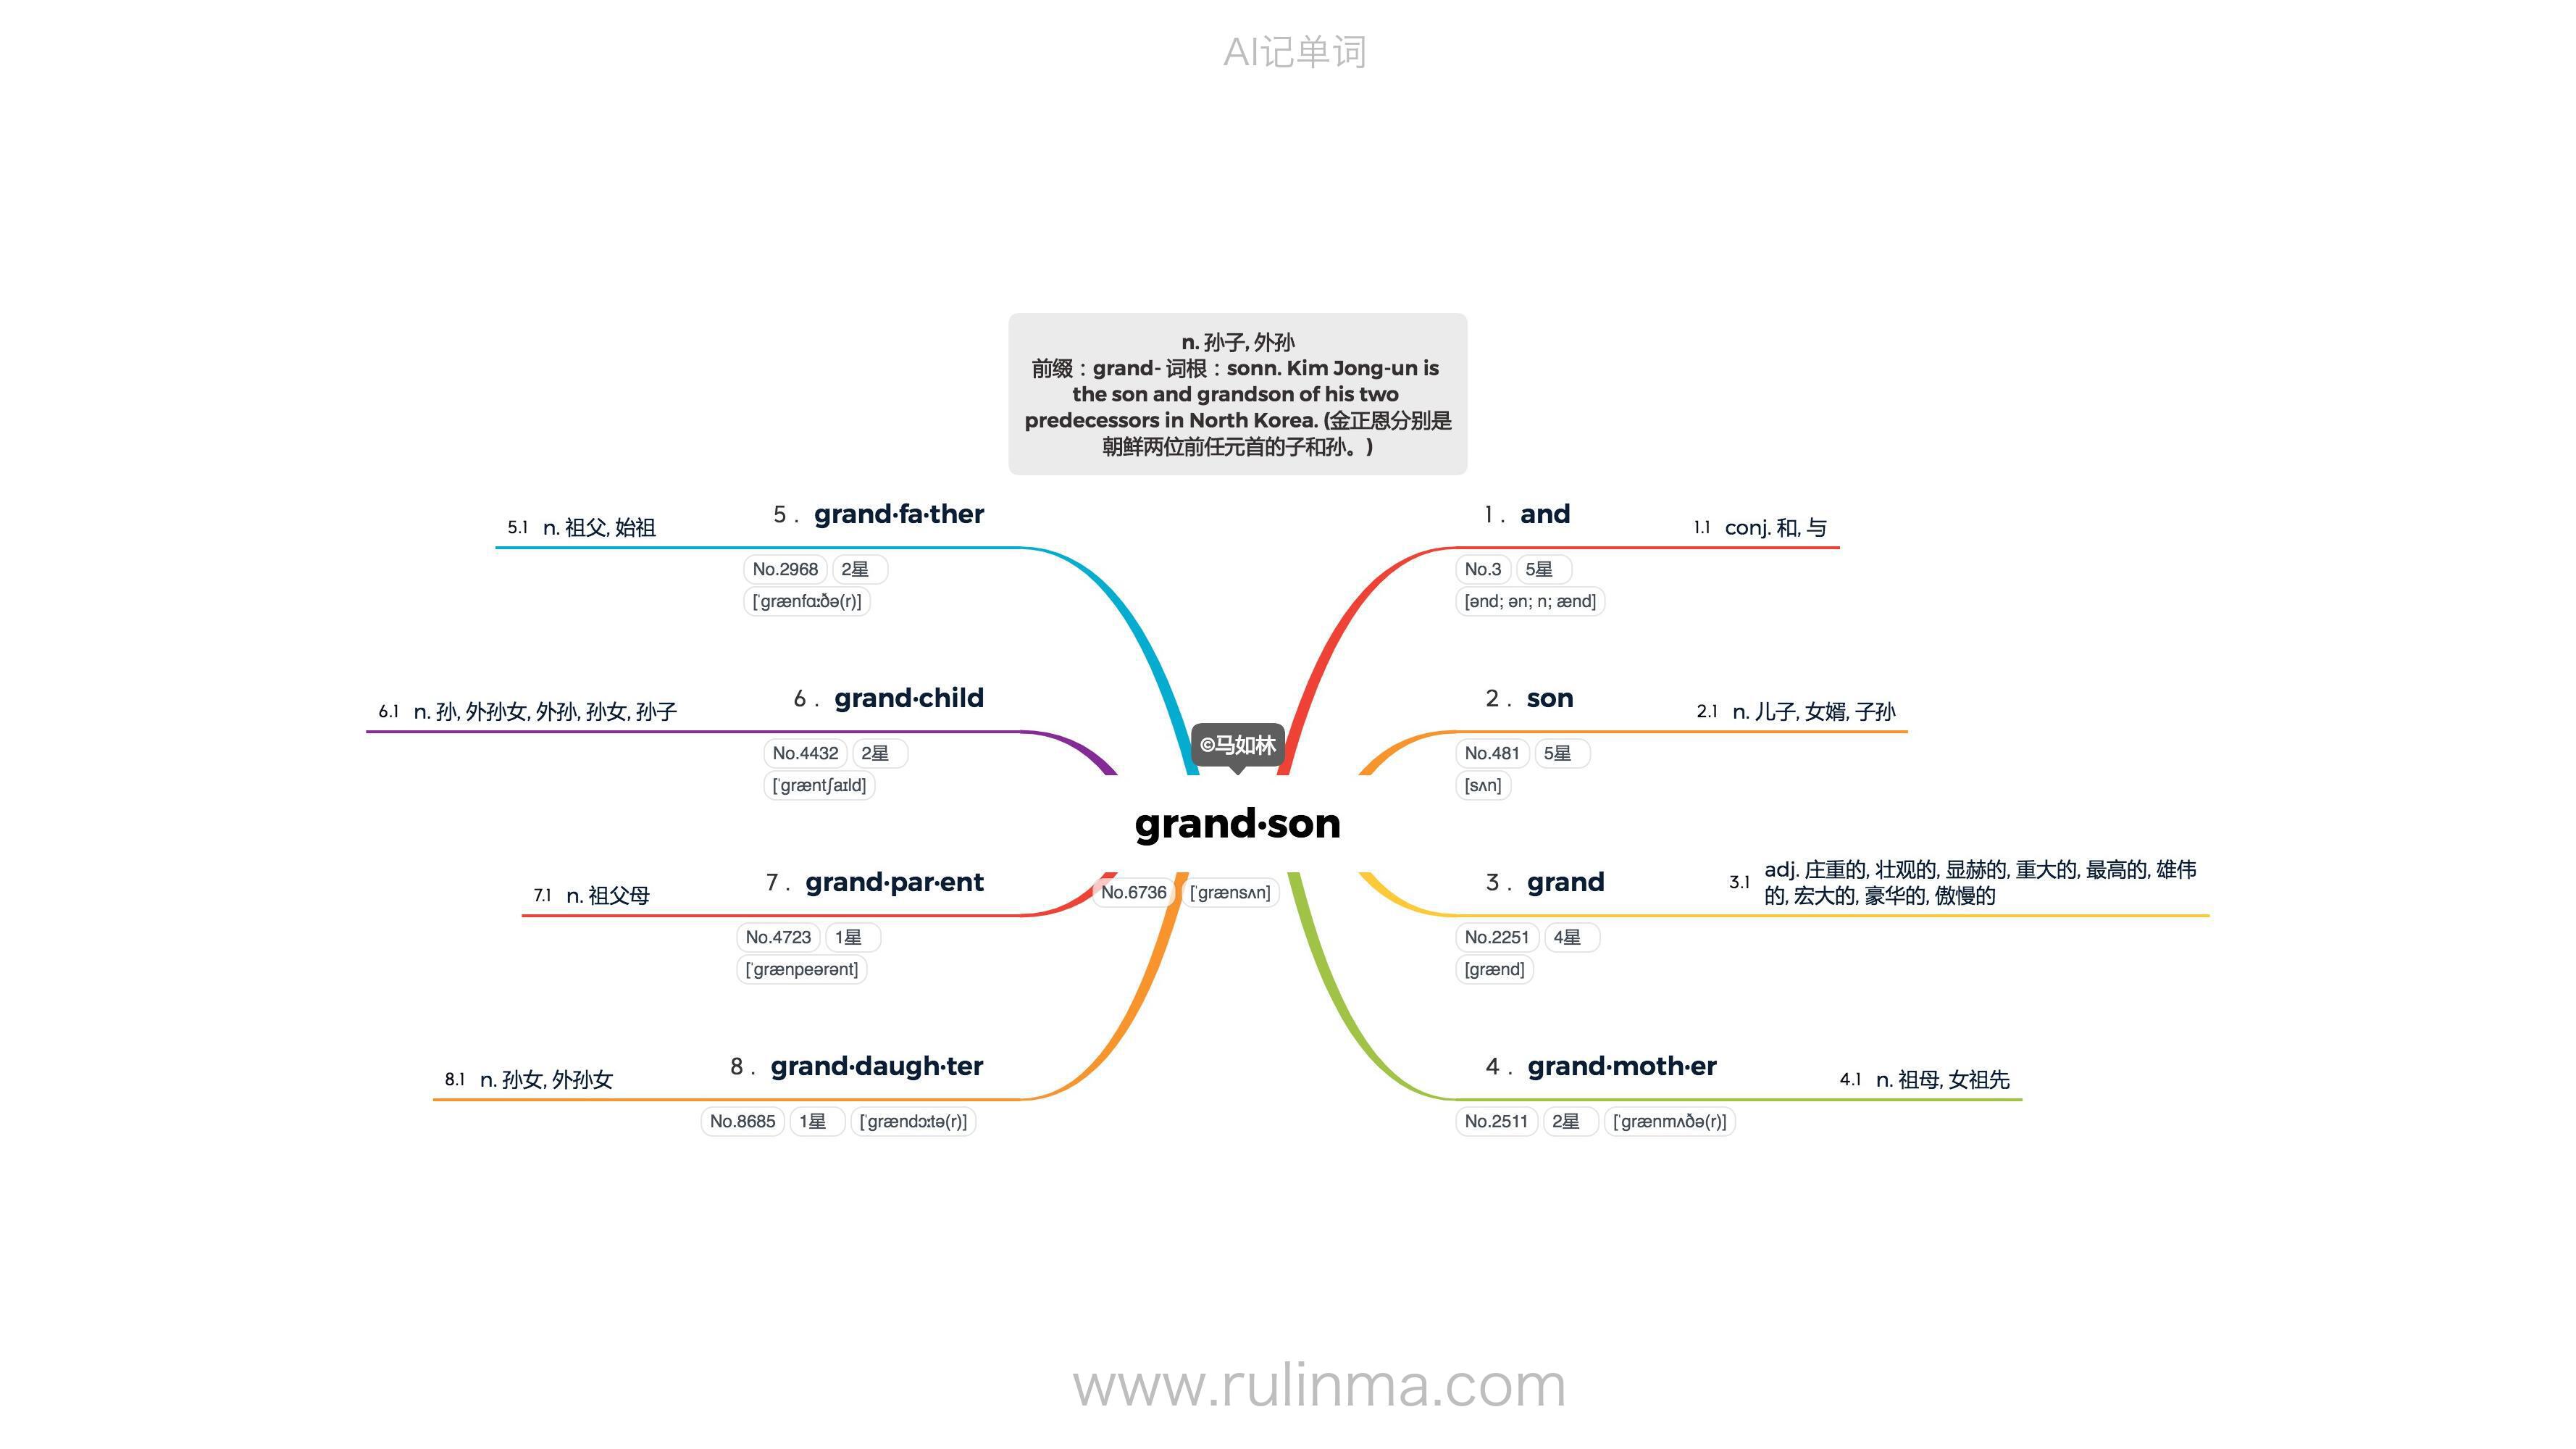 AI记单词
n. 孙子, 外孙
前缀：grand- 词根：sonn. Kim Jong-un is
the son and grandson of his two
predecessors in North Korea. (金正恩分别是
朝鲜两位前任元首的子和孙。)
5 . grand·fa·ther
5.1 n. 祖父, 始祖
No.2968 2星
[ˈɡrænfɑːðə(r)]
6 . grand·child
6.1 n. 孙, 外孙女, 外孙, 孙女, 孙子
No.4432 2星
[ˈɡræntʃaɪld]
7 . grand·par·ent
7.1 n. 祖父母
No.4723 1星
[ˈɡrænpeərənt]
8 . grand·daugh·ter
8.1 n. 孙女, 外孙女
No.8685 1星 [ˈɡrændɔːtə(r)]
©马如林
grand·son
No.6736 [ˈɡrænsʌn]
1 . and
1.1 conj. 和, 与
No.3 5星
[ənd; ən; n; ænd]
2 . son
2.1 n. 儿子, 女婿, 子孙
No.481 5星
[sʌn]
3 . grand
3.1 adj. 庄重的, 壮观的, 显赫的, 重大的, 最高的, 雄伟
的, 宏大的, 豪华的, 傲慢的
No.2251 4星
[ɡrænd]
4 . grand·moth·er
4.1 n. 祖母, 女祖先
No.2511 2星 [ˈɡrænmʌðə(r)]
www.rulinma.com